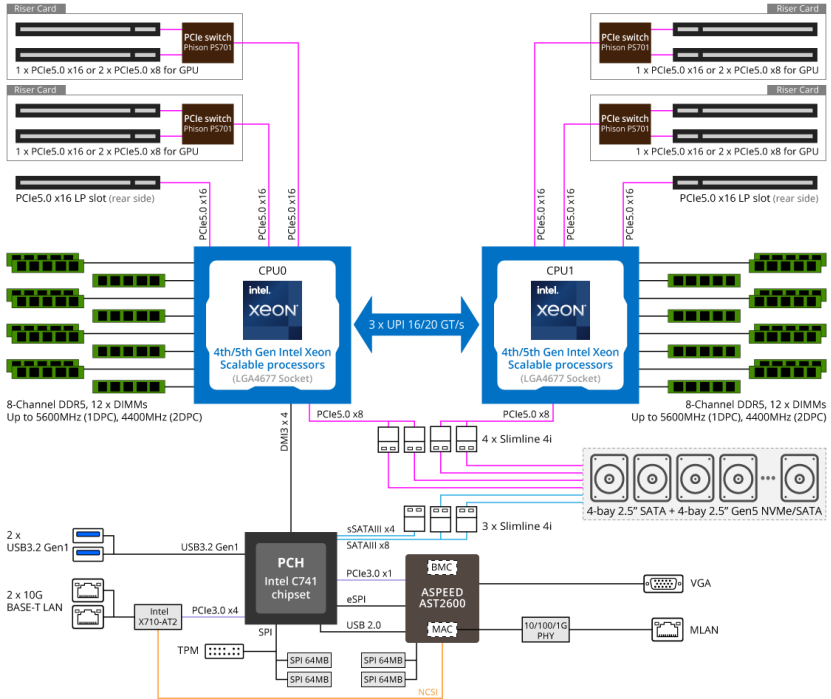 Riser Card
PCIe switch
Phison PS701
1 x PCIe5.0 x16 or 2 x PCIe5.0 x8 for GPU
Riser Card
PCIe switch
Phison PS701
1 x PCIe5.0 x16 or 2 x PCIe5.0 x8 for GPU
Riser Card
PCIe switch
Phison PS701
1 x PCIe5.0 x16 or 2 x PCIe5.0 x8 for GPU
Riser Card
PCIe switch
Phison PS701
1 x PCIe5.0 x16 or 2 x PCIe5.0 x8 for GPU
PCIe5.0 x16 LP slot (rear side)
PCIe5.0 x16
PCIe5.0 x16
PCIe5.0 x16
PCIe5.0 x16
PCIe5.0 x16
PCIe5.0 x16
PCIe5.0 x16 LP slot (rear side)
CPU0
intel.
xeon
4th/5th Gen Intel Xeon
Scalable processors
(LGA4677 Socket)
3 x UPI 16/20 GT/s
CPU1
intel.
xeon
4th/5th Gen Intel Xeon
Scalable processors
(LGA4677 Socket)
8-Channel DDR5, 12 x DIMMs
Up to 5600MHz (1DPC), 4400MHz (2DPC)
8-Channel DDR5, 12 x DIMMs
Up to 5600MHz (1DPC), 4400MHz (2DPC)
DMI3 x 4
PCIe5.0 x8
PCIe5.0 x8
4 x Slimline 4i
4-bay 2.5” SATA + 4-bay 2.5” Gen5 NVMe/SATA
3 x Slimline 4i
sSATAIII x4
SATAIII x8
2 x
USB3.2 Gen1
USB3.2 Gen1
PCH
Intel C741
chipset
PCIe3.0 x1
eSPI
USB 2.0
BMC
ASPEED
AST2600
MAC
VGA
2 x 10G
BASE-T LAN
Intel
X710-AT2
PCIe3.0 x4
10/100/1G
PHY
MLAN
SPI
TPM
SPI 64MB
SPI 64MB
SPI 64MB
SPI 64MB
NCSI